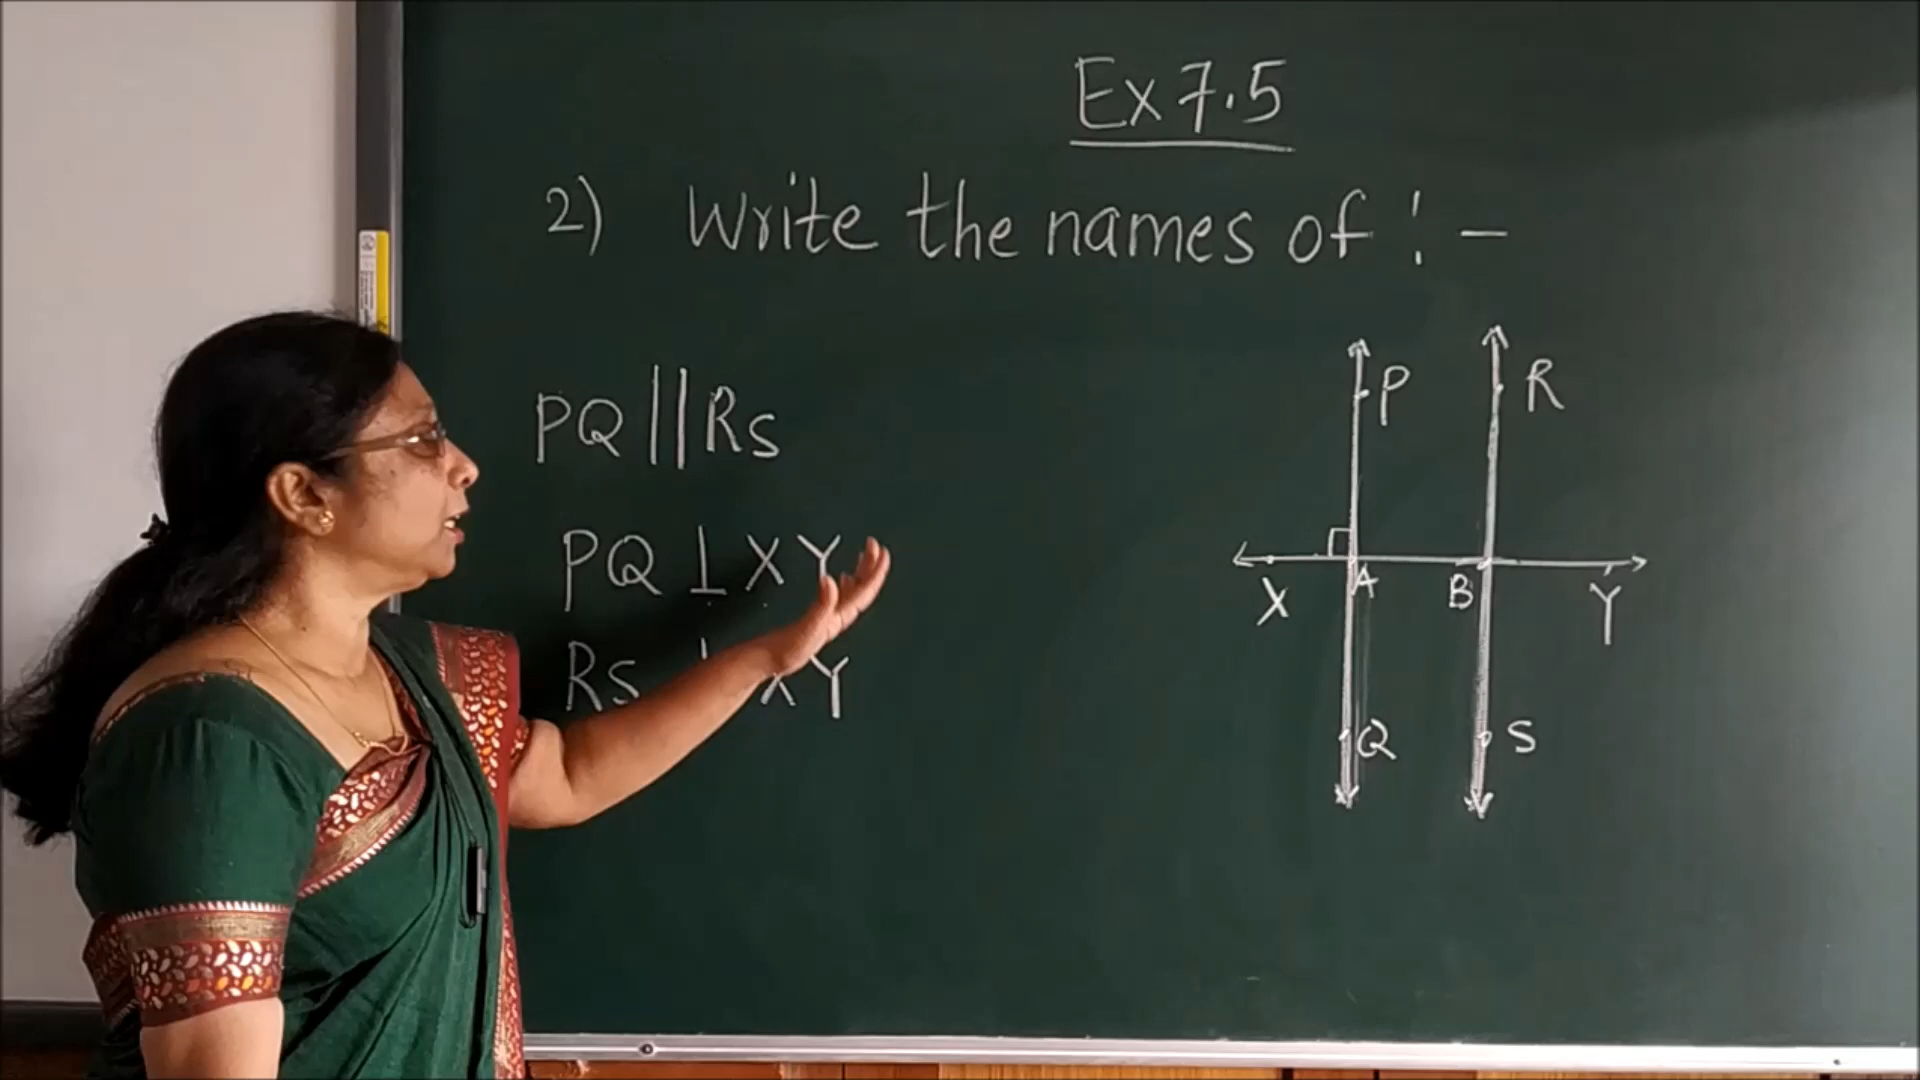 Ex 7.5
2) Write the names of :-
PQ || RS
PQ ⊥ XY
RS ⊥ XY
P
R
X
A
B
Y
Q
S